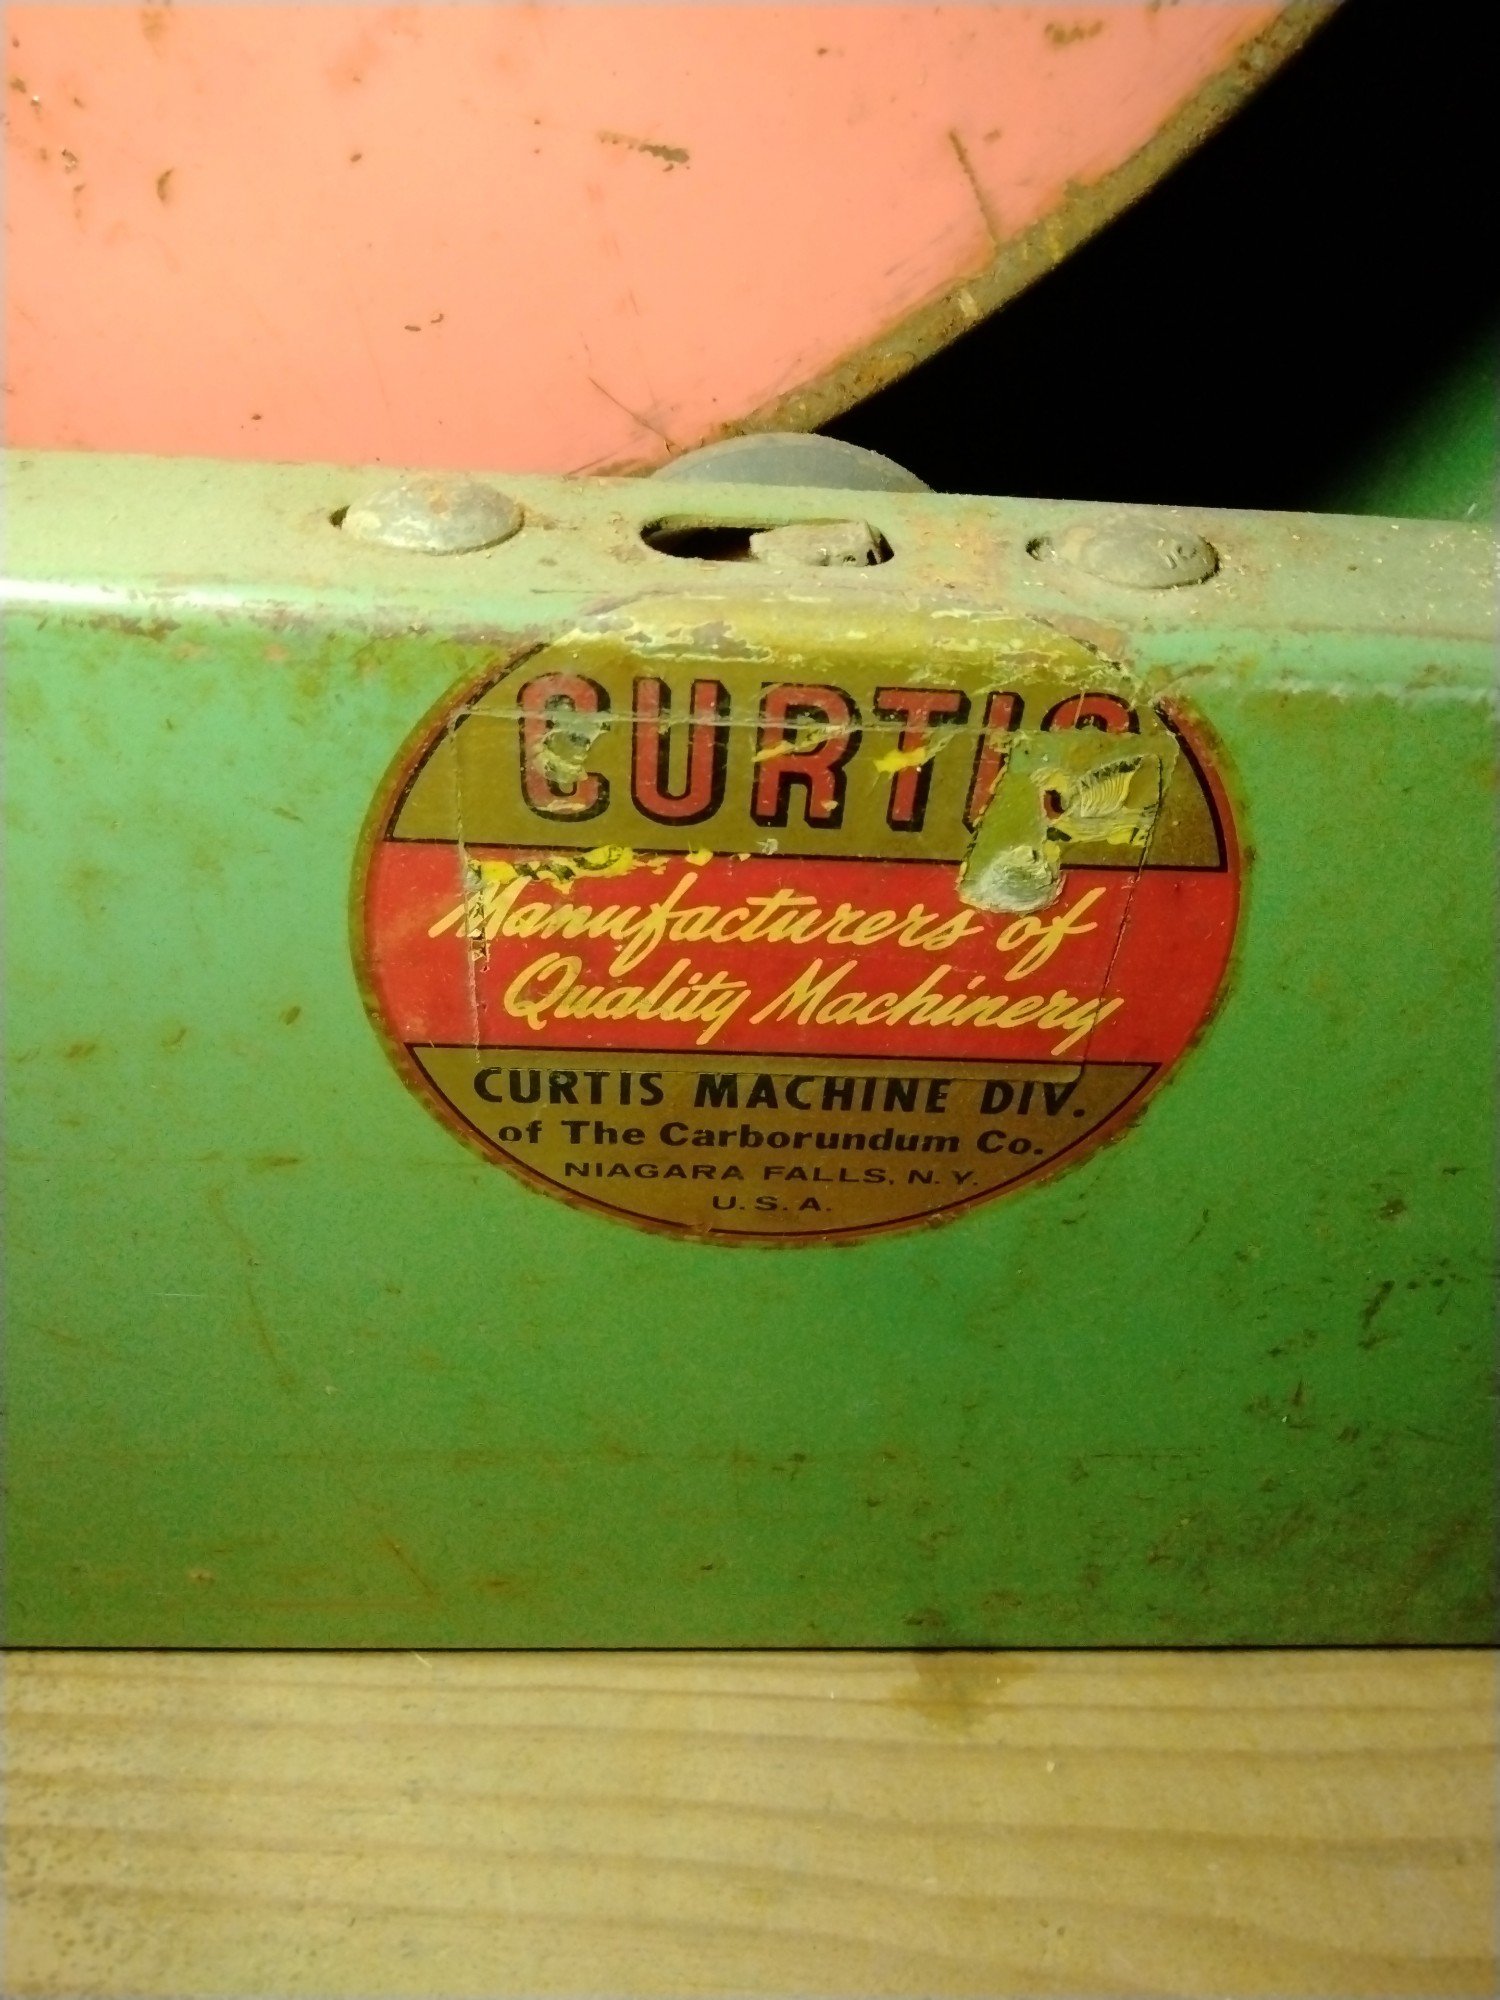 CURTIS
Manufacturers of
Quality Machinery
CURTIS MACHINE DIV.
of The Carborundum Co.
NIAGARA FALLS, N.Y.
U.S.A.